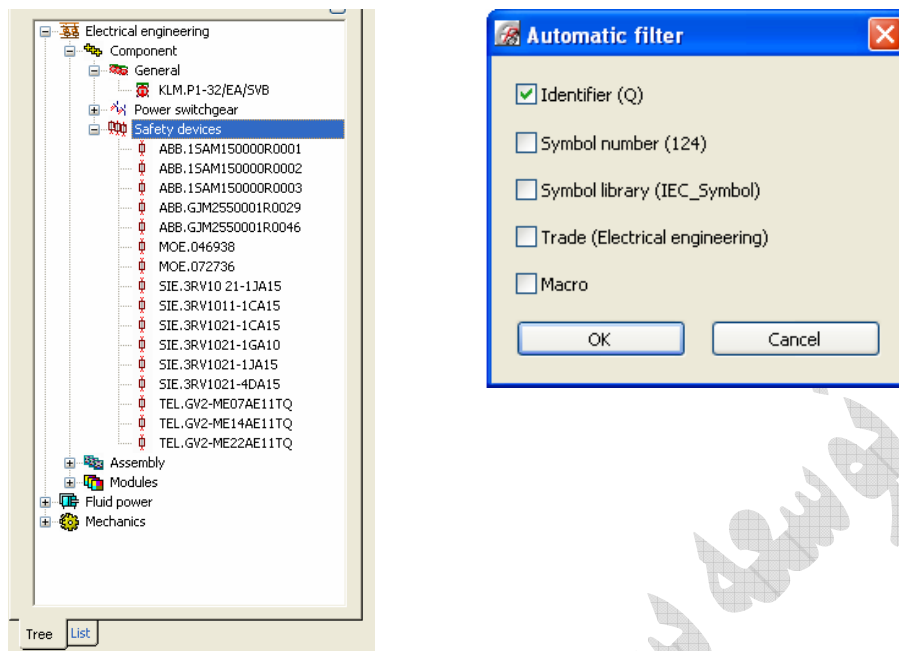 Electrical engineering
Component
General
KLM.P1-32/EA/SVB
Power switchgear
Safety devices
ABB.1SAM150000R0001
ABB.1SAM150000R0002
ABB.1SAM150000R0003
ABB.GJM2550001R0029
ABB.GJM2550001R0046
MOE.046938
MOE.072736
SIE.3RV10 21-1JA15
SIE.3RV1011-1CA15
SIE.3RV1021-1CA15
SIE.3RV1021-1GA10
SIE.3RV1021-1JA15
SIE.3RV1021-4DA15
TEL.GV2-ME07AE11TQ
TEL.GV2-ME14AE11TQ
TEL.GV2-ME22AE11TQ
Assembly
Modules
Fluid power
Mechanics
Tree List
Automatic filter
Identifier (Q)
Symbol number (124)
Symbol library (IEC_Symbol)
Trade (Electrical engineering)
Macro
OK Cancel